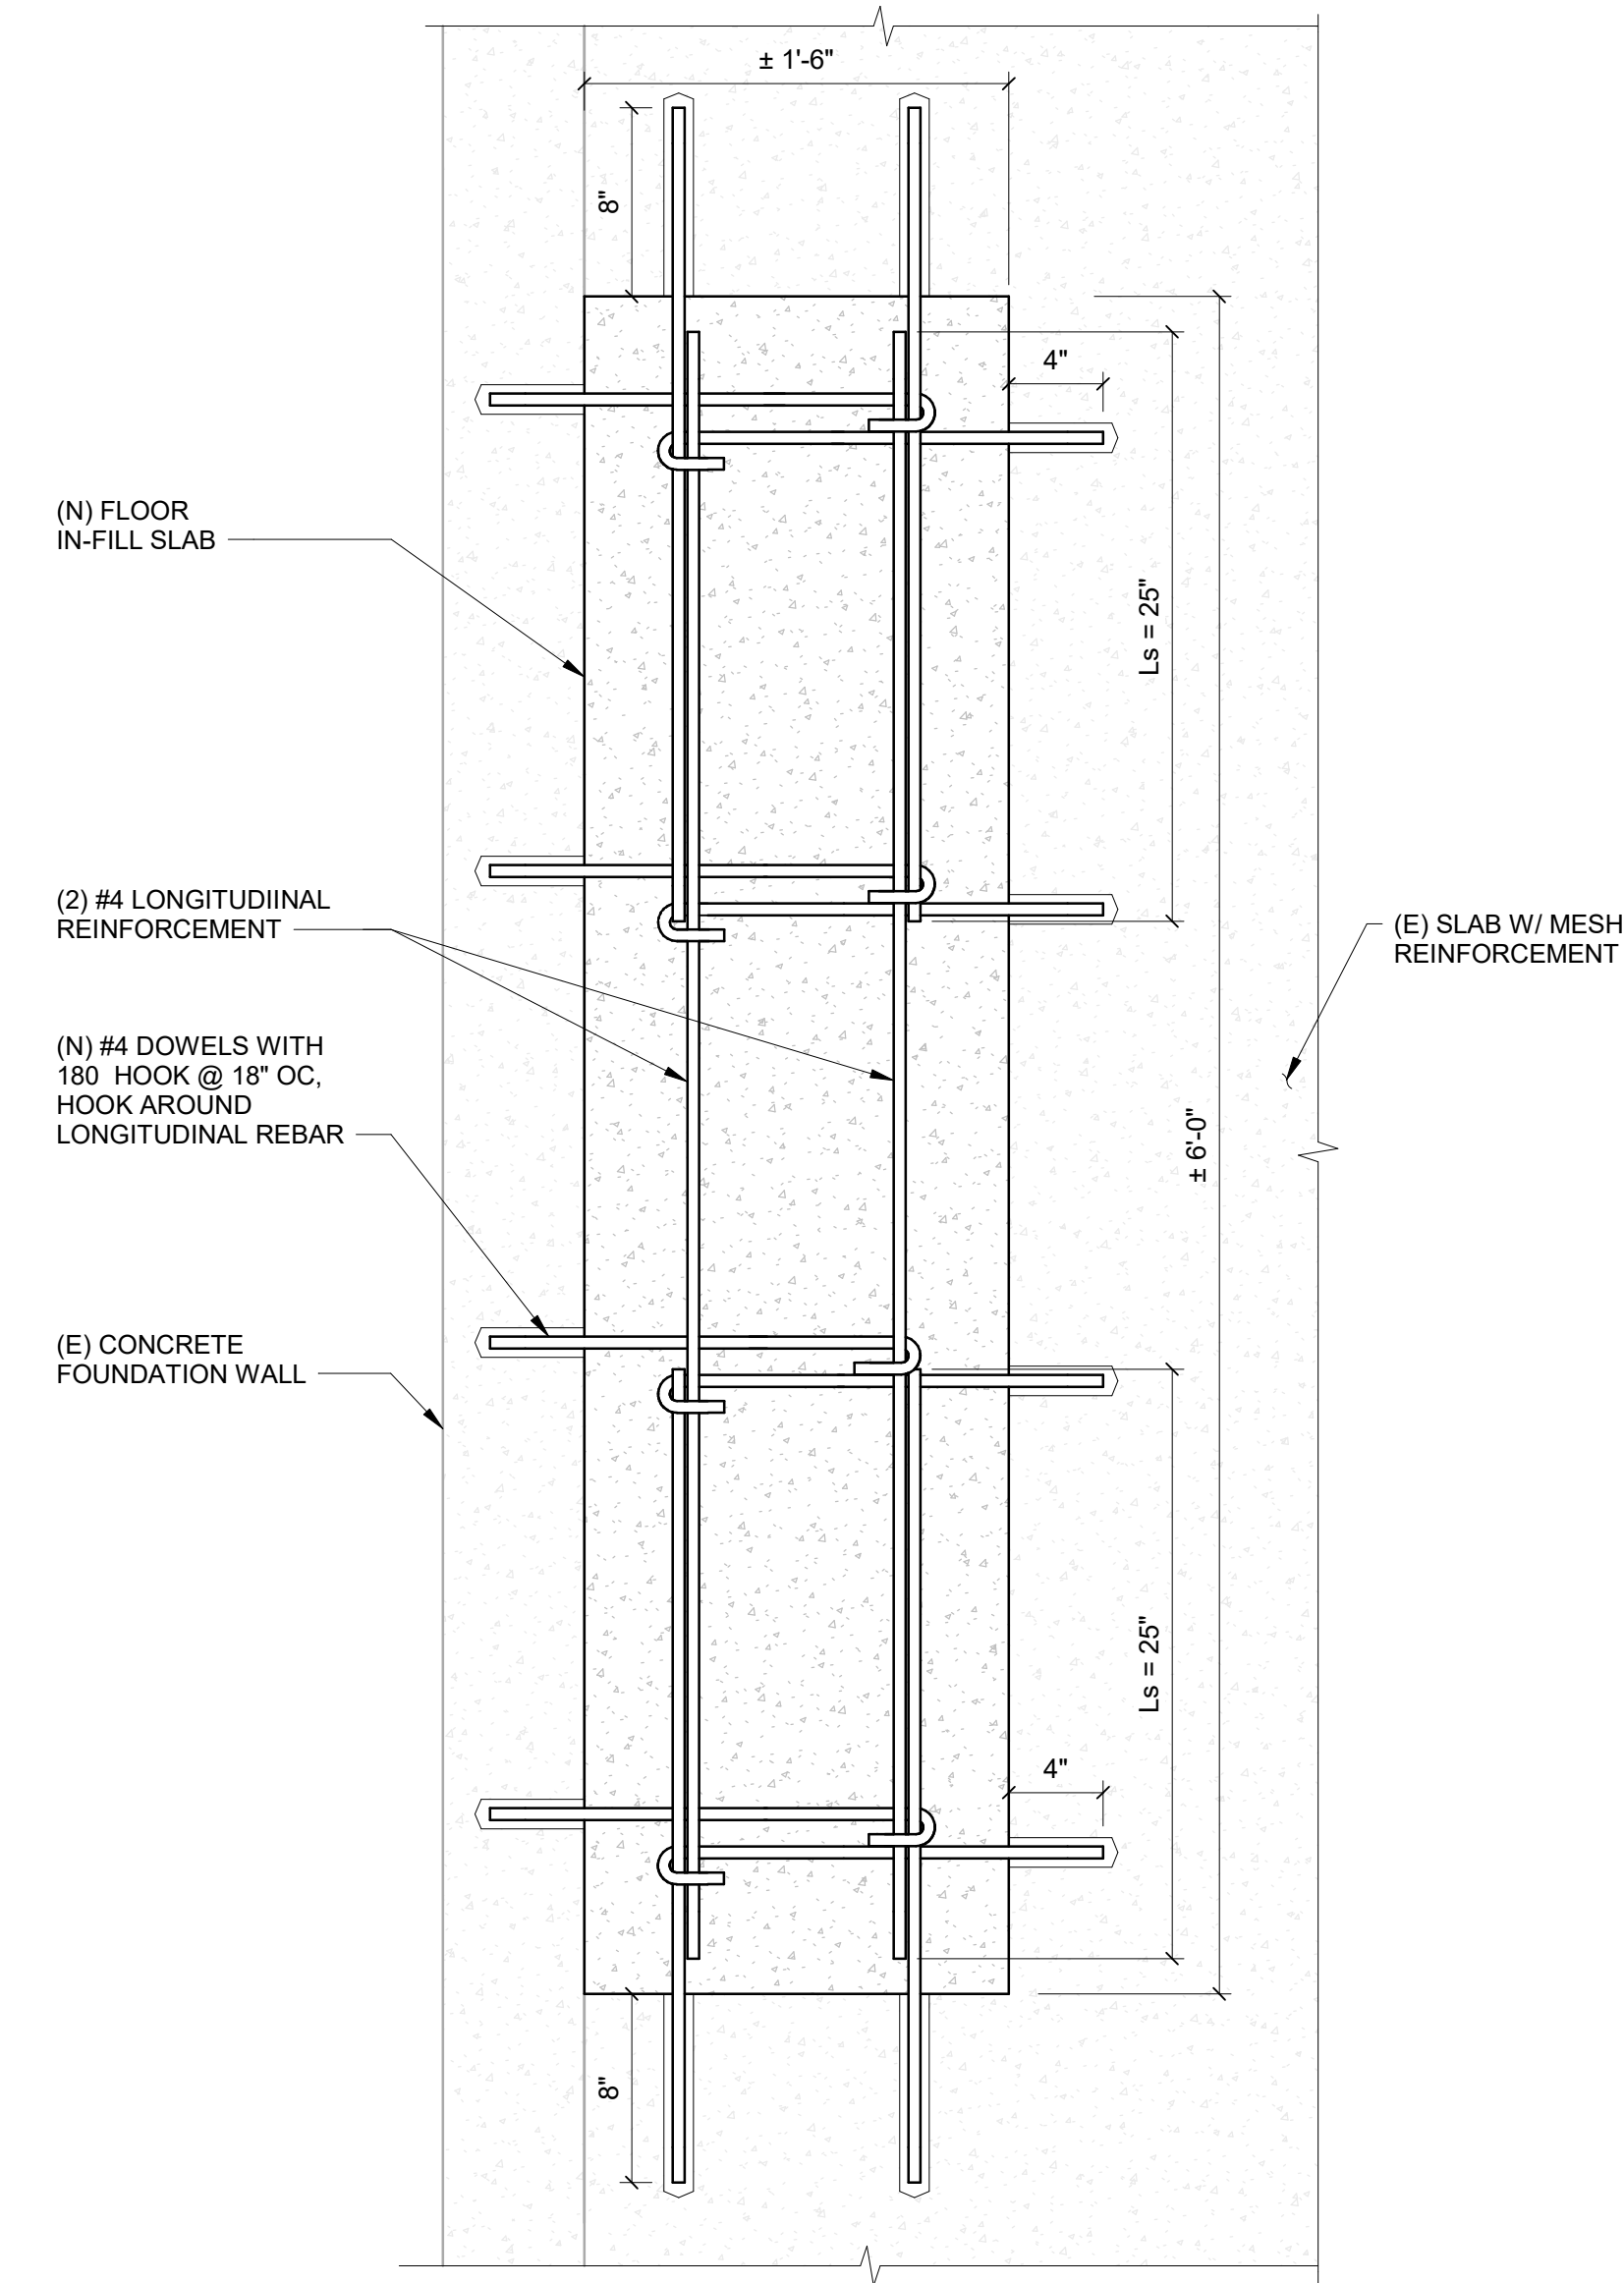 ± 1'-6"
8"
4"
(N) FLOOR
IN-FILL SLAB
Ls = 25"
(2) #4 LONGITUDIINAL
REINFORCEMENT
(E) SLAB W/ MESH
REINFORCEMENT
(N) #4 DOWELS WITH
180 HOOK @ 18" OC,
HOOK AROUND
LONGITUDINAL REBAR
± 6'-0"
(E) CONCRETE
FOUNDATION WALL
Ls = 25"
4"
8"